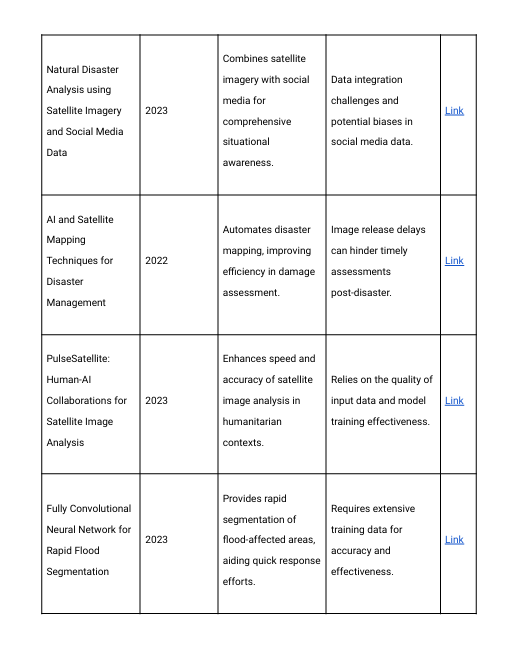 Natural Disaster
Analysis using
Satellite Imagery
and Social Media
Data
2023
Combines satellite
imagery with social
media for
comprehensive
situational
awareness.
Data integration
challenges and
potential biases in
social media data.
Link
AI and Satellite
Mapping
Techniques for
Disaster
Management
2022
Automates disaster
mapping, improving
efficiency in damage
assessment.
Image release delays
can hinder timely
assessments
post-disaster.
Link
PulseSatellite:
Human-AI
Collaborations for
Satellite Image
Analysis
2023
Enhances speed and
accuracy of satellite
image analysis in
humanitarian
contexts.
Relies on the quality of
input data and model
training effectiveness.
Link
Fully Convolutional
Neural Network for
Rapid Flood
Segmentation
2023
Provides rapid
segmentation of
flood-affected areas,
aiding quick response
efforts.
Requires extensive
training data for
accuracy and
effectiveness.
Link